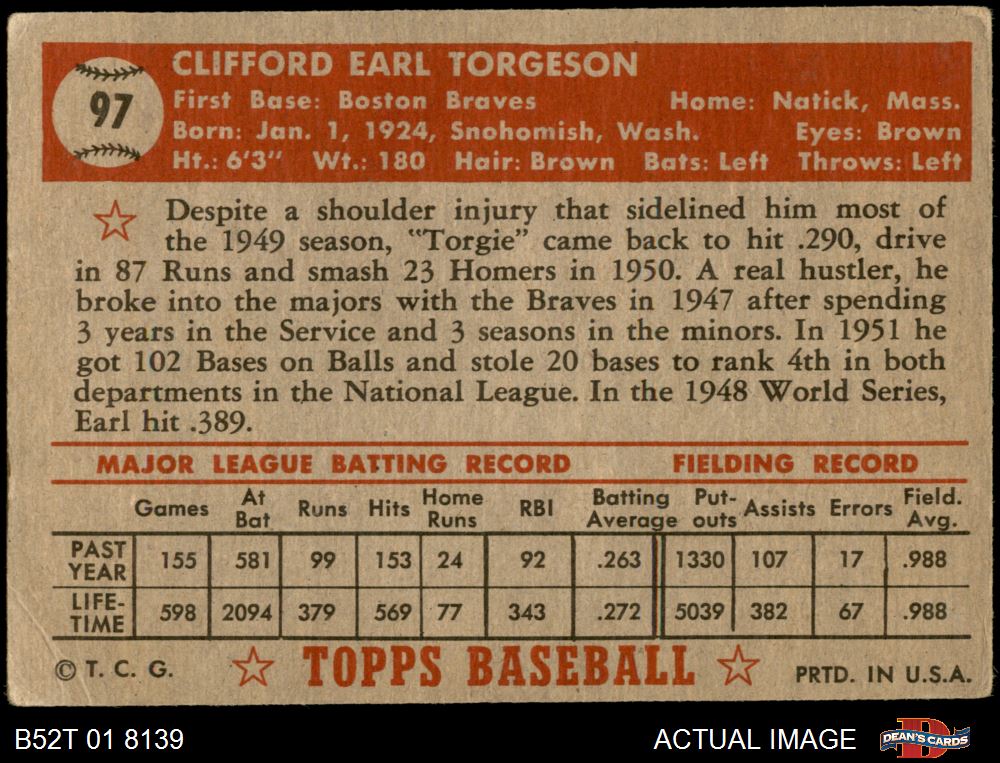 97
CLIFFORD EARL TORGESON
First Base: Boston Braves Home: Natick, Mass.
Born: Jan. 1, 1924, Snohomish, Wash. Eyes: Brown
Ht.: 6'3" Wt.: 180 Hair: Brown Bats: Left Throws: Left
Despite a shoulder injury that sidelined him most of
the 1949 season, "Torgie" came back to hit .290, drive
in 87 Runs and smash 23 Homers in 1950. A real hustler, he
broke into the majors with the Braves in 1947 after spending
3 years in the Service and 3 seasons in the minors. In 1951 he
got 102 Bases on Balls and stole 20 bases to rank 4th in both
departments in the National League. In the 1948 World Series,
Earl hit .389.
MAJOR LEAGUE BATTING RECORD FIELDING RECORD
Games At Bat Runs Hits Home Runs RBI Batting Average Put-outs Assists Errors Field. Avg.
PAST YEAR 155 581 99 153 24 92 .263 1330 107 17 .988
LIFE-TIME 598 2094 379 569 77 343 .272 5039 382 67 .988
© T. C. G. TOPPS BASEBALL PRTD. IN U.S.A.
B52T 01 8139 ACTUAL IMAGE D DEAN'S CARDS